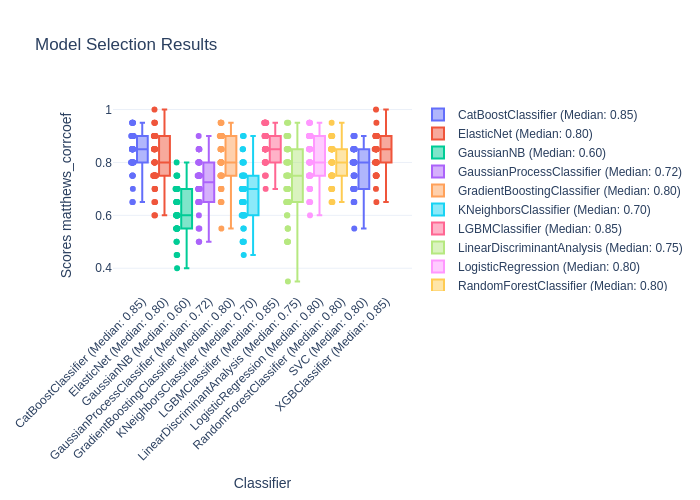 Model Selection Results
Scores matthews_corrcoef
1
0.8
0.6
0.4
CatBoostClassifier (Median: 0.85)
ElasticNet (Median: 0.80)
GaussianNB (Median: 0.60)
GaussianProcessClassifier (Median: 0.72)
GradientBoostingClassifier (Median: 0.80)
KNeighborsClassifier (Median: 0.70)
LGBMClassifier (Median: 0.85)
LinearDiscriminantAnalysis (Median: 0.75)
LogisticRegression (Median: 0.80)
RandomForestClassifier (Median: 0.80)
SVC (Median: 0.80)
XGBClassifier (Median: 0.85)
Classifier
CatBoostClassifier (Median: 0.85)
ElasticNet (Median: 0.80)
GaussianNB (Median: 0.60)
GaussianProcessClassifier (Median: 0.72)
GradientBoostingClassifier (Median: 0.80)
KNeighborsClassifier (Median: 0.70)
LGBMClassifier (Median: 0.85)
LinearDiscriminantAnalysis (Median: 0.75)
LogisticRegression (Median: 0.80)
RandomForestClassifier (Median: 0.80)